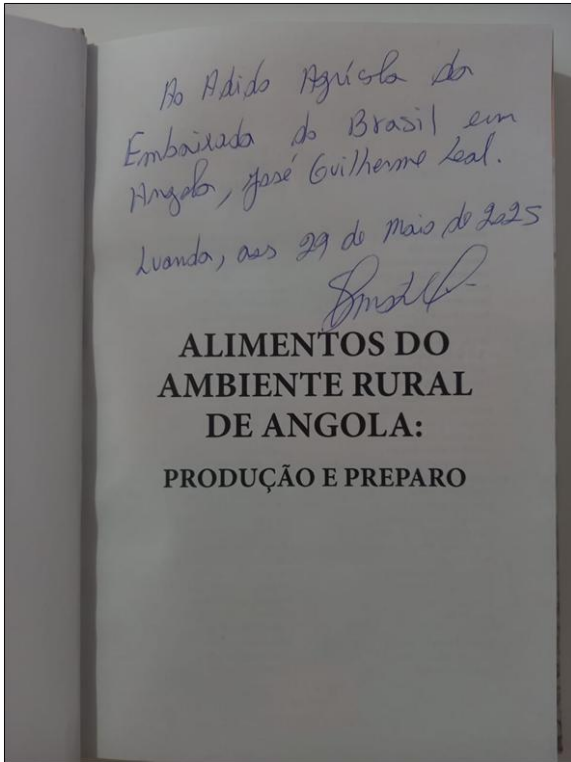 Ao Adido Agrícola da
Embaixada do Brasil em
Angola, José Guilherme Leal.
Luanda, aos 29 de Maio de 2025
ALIMENTOS DO
AMBIENTE RURAL
DE ANGOLA:
PRODUÇÃO E PREPARO